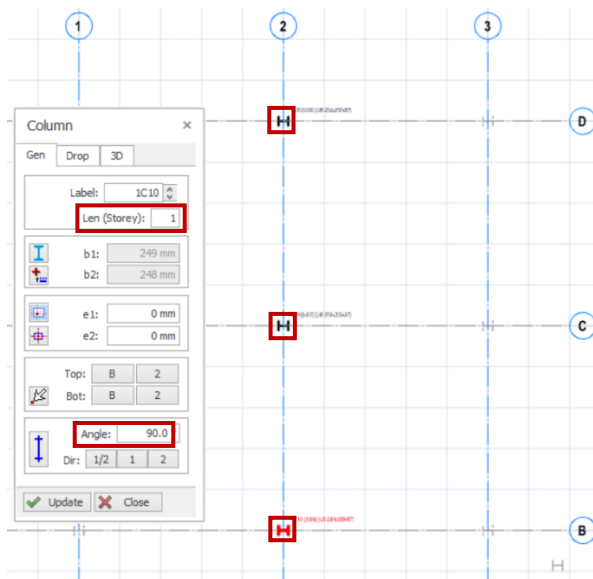 1
2
3
D
Column
Gen
Drop
3D
Label:
1C10
Len (Storey):
1
b1:
249 mm
b2:
248 mm
e1:
0 mm
e2:
0 mm
C
Top:
B
2
Bot:
B
2
Angle:
90.0
Dir:
1/2
1
2
Update
Close
B